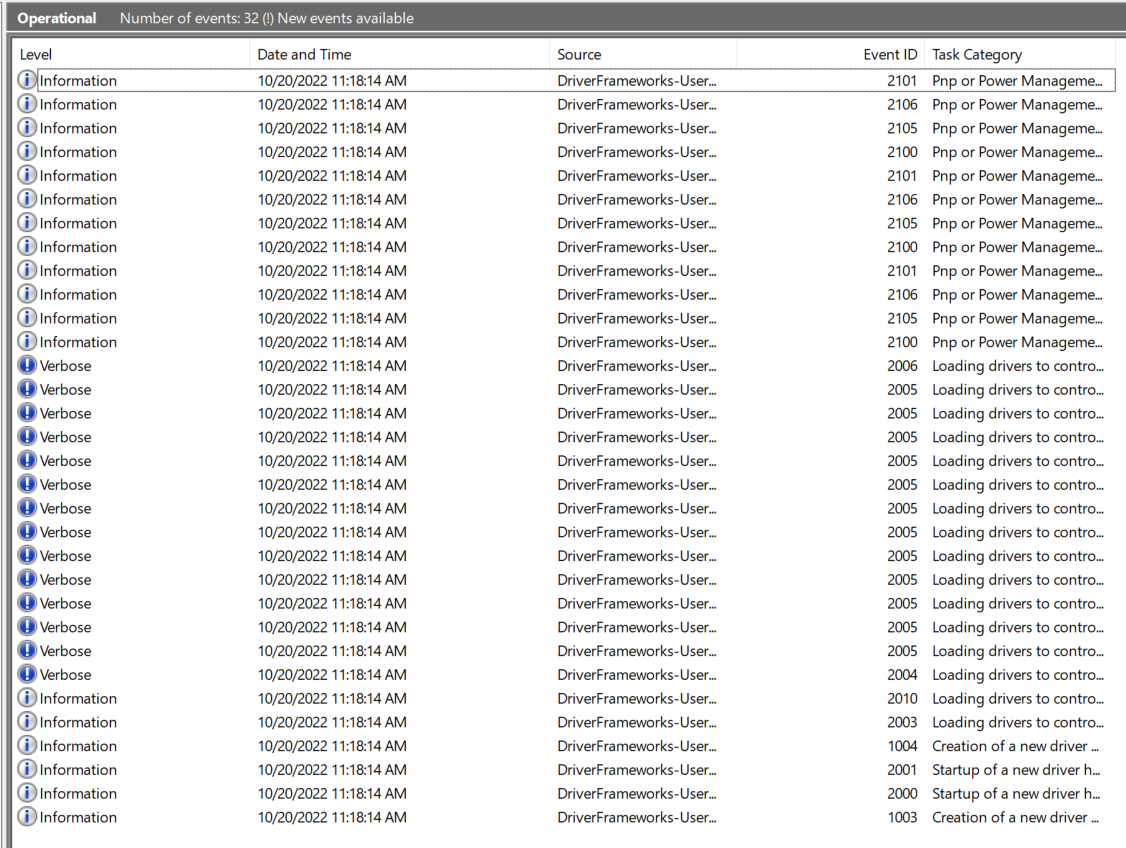 Operational Number of events: 32 (!) New events available
Level Date and Time Source Event ID Task Category
Information 10/20/2022 11:18:14 AM DriverFrameworks-User... 2101 Pnp or Power Manageme...
Information 10/20/2022 11:18:14 AM DriverFrameworks-User... 2106 Pnp or Power Manageme...
Information 10/20/2022 11:18:14 AM DriverFrameworks-User... 2105 Pnp or Power Manageme...
Information 10/20/2022 11:18:14 AM DriverFrameworks-User... 2100 Pnp or Power Manageme...
Information 10/20/2022 11:18:14 AM DriverFrameworks-User... 2101 Pnp or Power Manageme...
Information 10/20/2022 11:18:14 AM DriverFrameworks-User... 2106 Pnp or Power Manageme...
Information 10/20/2022 11:18:14 AM DriverFrameworks-User... 2105 Pnp or Power Manageme...
Information 10/20/2022 11:18:14 AM DriverFrameworks-User... 2100 Pnp or Power Manageme...
Information 10/20/2022 11:18:14 AM DriverFrameworks-User... 2101 Pnp or Power Manageme...
Information 10/20/2022 11:18:14 AM DriverFrameworks-User... 2106 Pnp or Power Manageme...
Information 10/20/2022 11:18:14 AM DriverFrameworks-User... 2105 Pnp or Power Manageme...
Information 10/20/2022 11:18:14 AM DriverFrameworks-User... 2100 Pnp or Power Manageme...
Verbose 10/20/2022 11:18:14 AM DriverFrameworks-User... 2006 Loading drivers to contro...
Verbose 10/20/2022 11:18:14 AM DriverFrameworks-User... 2005 Loading drivers to contro...
Verbose 10/20/2022 11:18:14 AM DriverFrameworks-User... 2005 Loading drivers to contro...
Verbose 10/20/2022 11:18:14 AM DriverFrameworks-User... 2005 Loading drivers to contro...
Verbose 10/20/2022 11:18:14 AM DriverFrameworks-User... 2005 Loading drivers to contro...
Verbose 10/20/2022 11:18:14 AM DriverFrameworks-User... 2005 Loading drivers to contro...
Verbose 10/20/2022 11:18:14 AM DriverFrameworks-User... 2005 Loading drivers to contro...
Verbose 10/20/2022 11:18:14 AM DriverFrameworks-User... 2005 Loading drivers to contro...
Verbose 10/20/2022 11:18:14 AM DriverFrameworks-User... 2005 Loading drivers to contro...
Verbose 10/20/2022 11:18:14 AM DriverFrameworks-User... 2005 Loading drivers to contro...
Verbose 10/20/2022 11:18:14 AM DriverFrameworks-User... 2005 Loading drivers to contro...
Verbose 10/20/2022 11:18:14 AM DriverFrameworks-User... 2005 Loading drivers to contro...
Verbose 10/20/2022 11:18:14 AM DriverFrameworks-User... 2005 Loading drivers to contro...
Verbose 10/20/2022 11:18:14 AM DriverFrameworks-User... 2004 Loading drivers to contro...
Information 10/20/2022 11:18:14 AM DriverFrameworks-User... 2010 Loading drivers to contro...
Information 10/20/2022 11:18:14 AM DriverFrameworks-User... 2003 Loading drivers to contro...
Information 10/20/2022 11:18:14 AM DriverFrameworks-User... 1004 Creation of a new driver ...
Information 10/20/2022 11:18:14 AM DriverFrameworks-User... 2001 Startup of a new driver h...
Information 10/20/2022 11:18:14 AM DriverFrameworks-User... 2000 Startup of a new driver h...
Information 10/20/2022 11:18:14 AM DriverFrameworks-User... 1003 Creation of a new driver ...